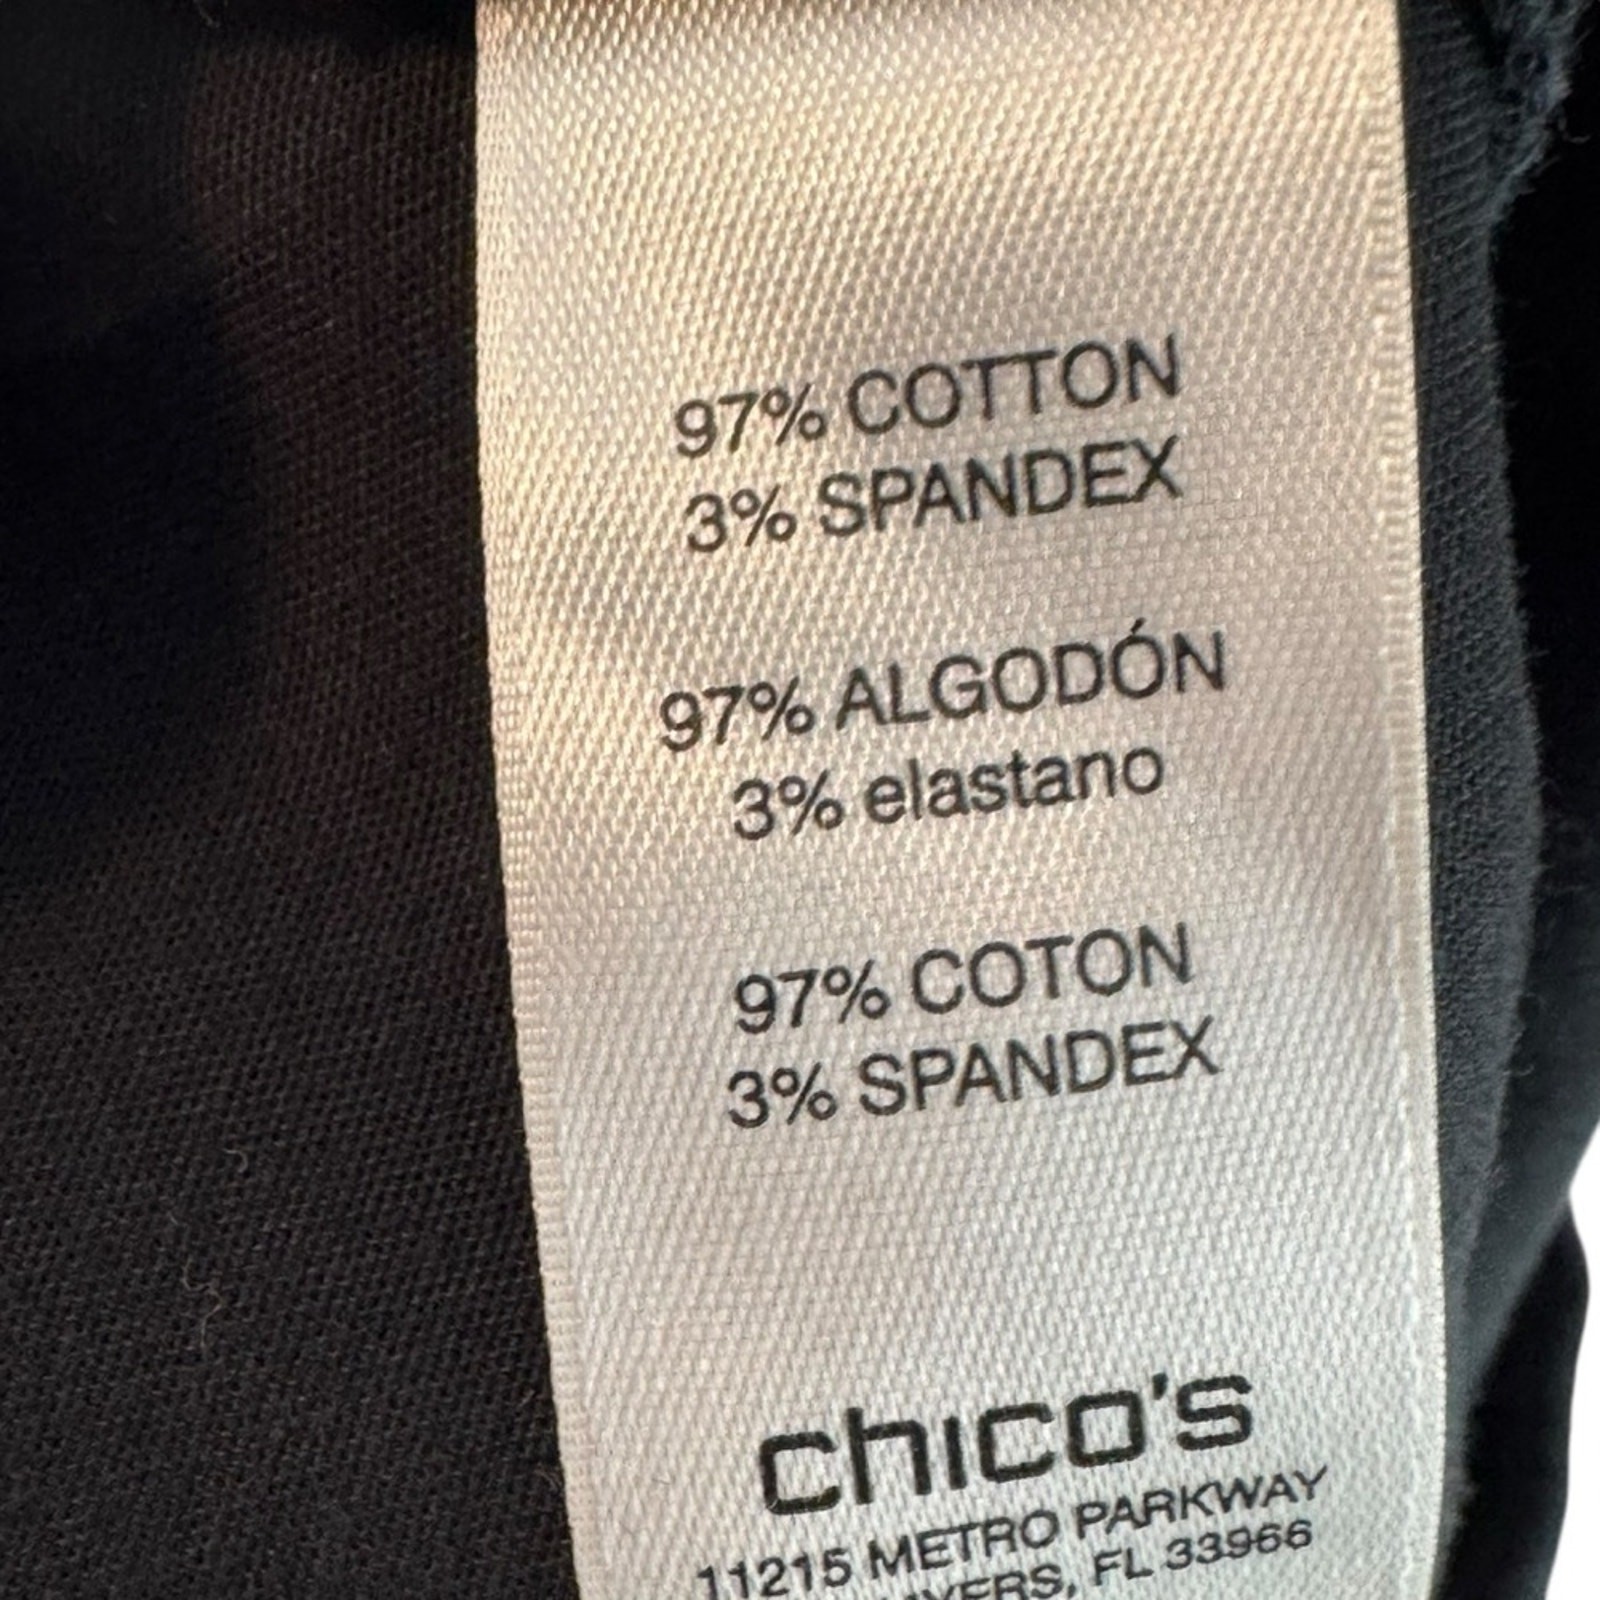 97% COTTON
3% SPANDEX
97% ALGODÓN
3% elastano
97% COTON
3% SPANDEX
chico's
11215 METRO PARKWAY
FL 33966